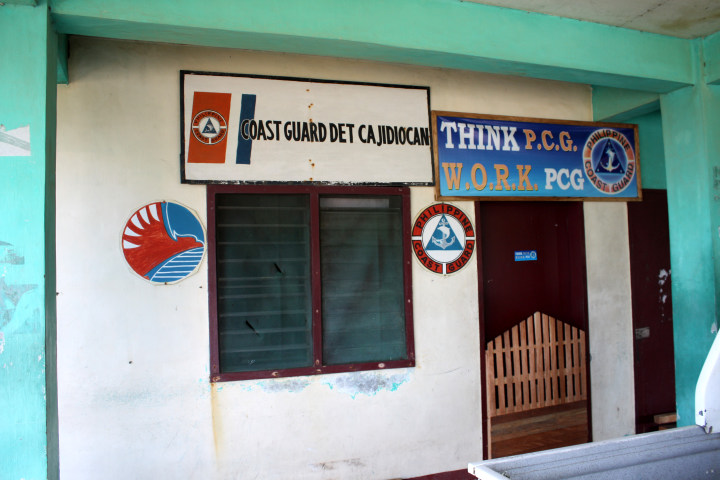 COAST GUARD DET CAJIDIOCAN
THINK P.C.G.
W.O.R.K. PCG
PHILIPPINE
COAST GUARD
PHILIPPINE
COAST GUARD